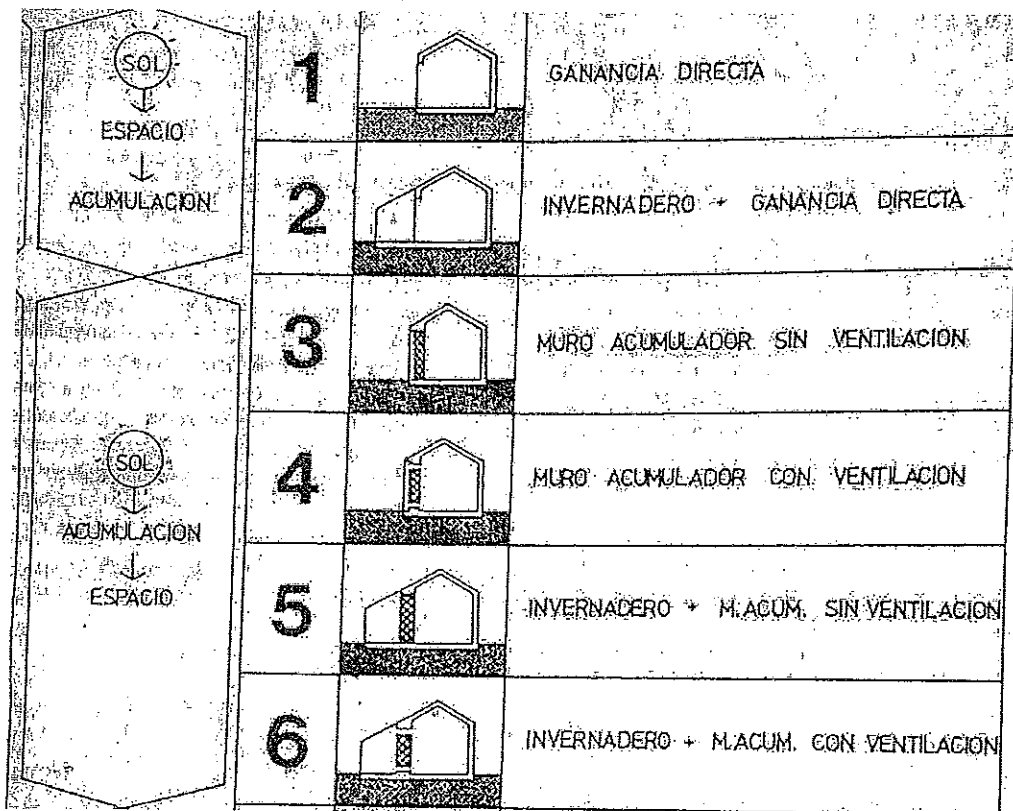 SOL
ESPACIO
ACUMULACION
1
GANANCIA DIRECTA
2
INVERNADERO + GANANCIA DIRECTA
3
MURO ACUMULADOR SIN VENTILACION
SOL
ACUMULACION
ESPACIO
4
MURO ACUMULADOR CON VENTILACION
5
INVERNADERO + M.ACUM. SIN VENTILACION
6
INVERNADERO + M.ACUM. CON VENTILACION